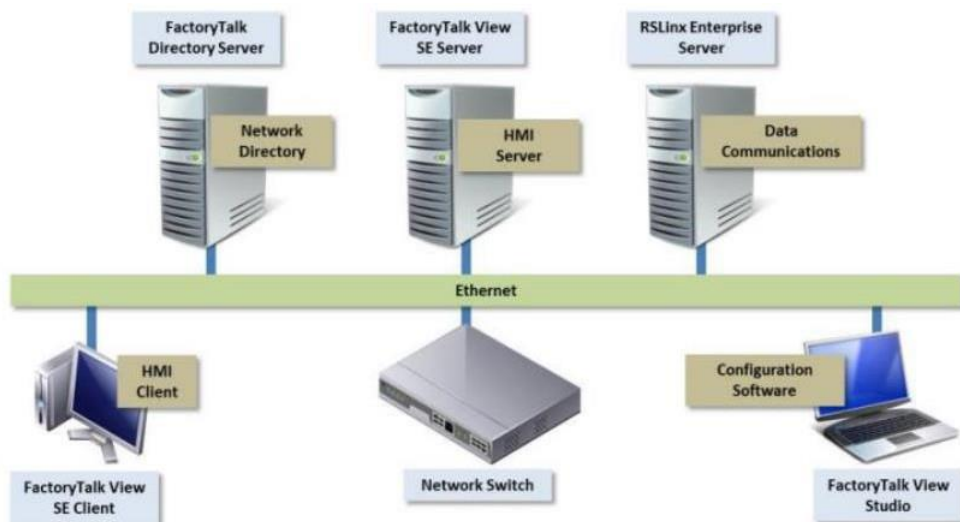 FactoryTalk
Directory Server
FactoryTalk View
SE Server
RSLinx Enterprise
Server
Network
Directory
HMI
Server
Data
Communications
Ethernet
HMI
Client
Configuration
Software
FactoryTalk View
SE Client
Network Switch
FactoryTalk View
Studio